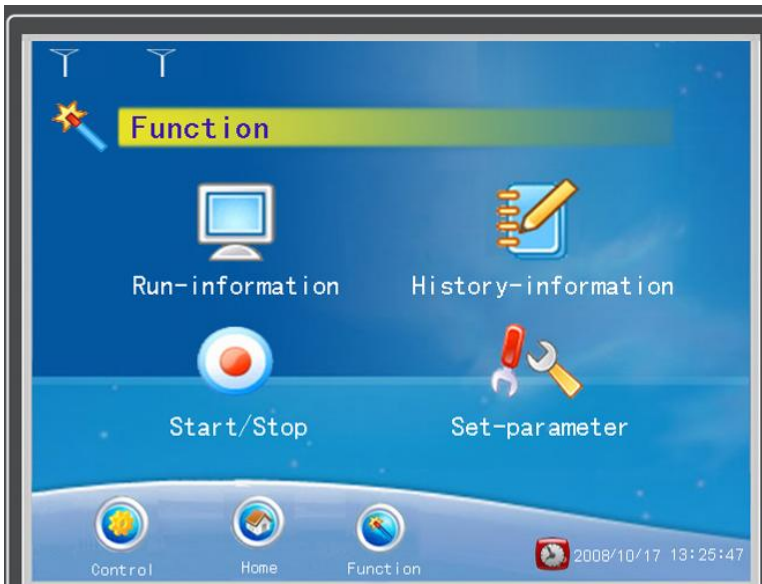 Function
Run-information History-information
Start/Stop Set-parameter
Control Home Function 2008/10/17 13:25:47